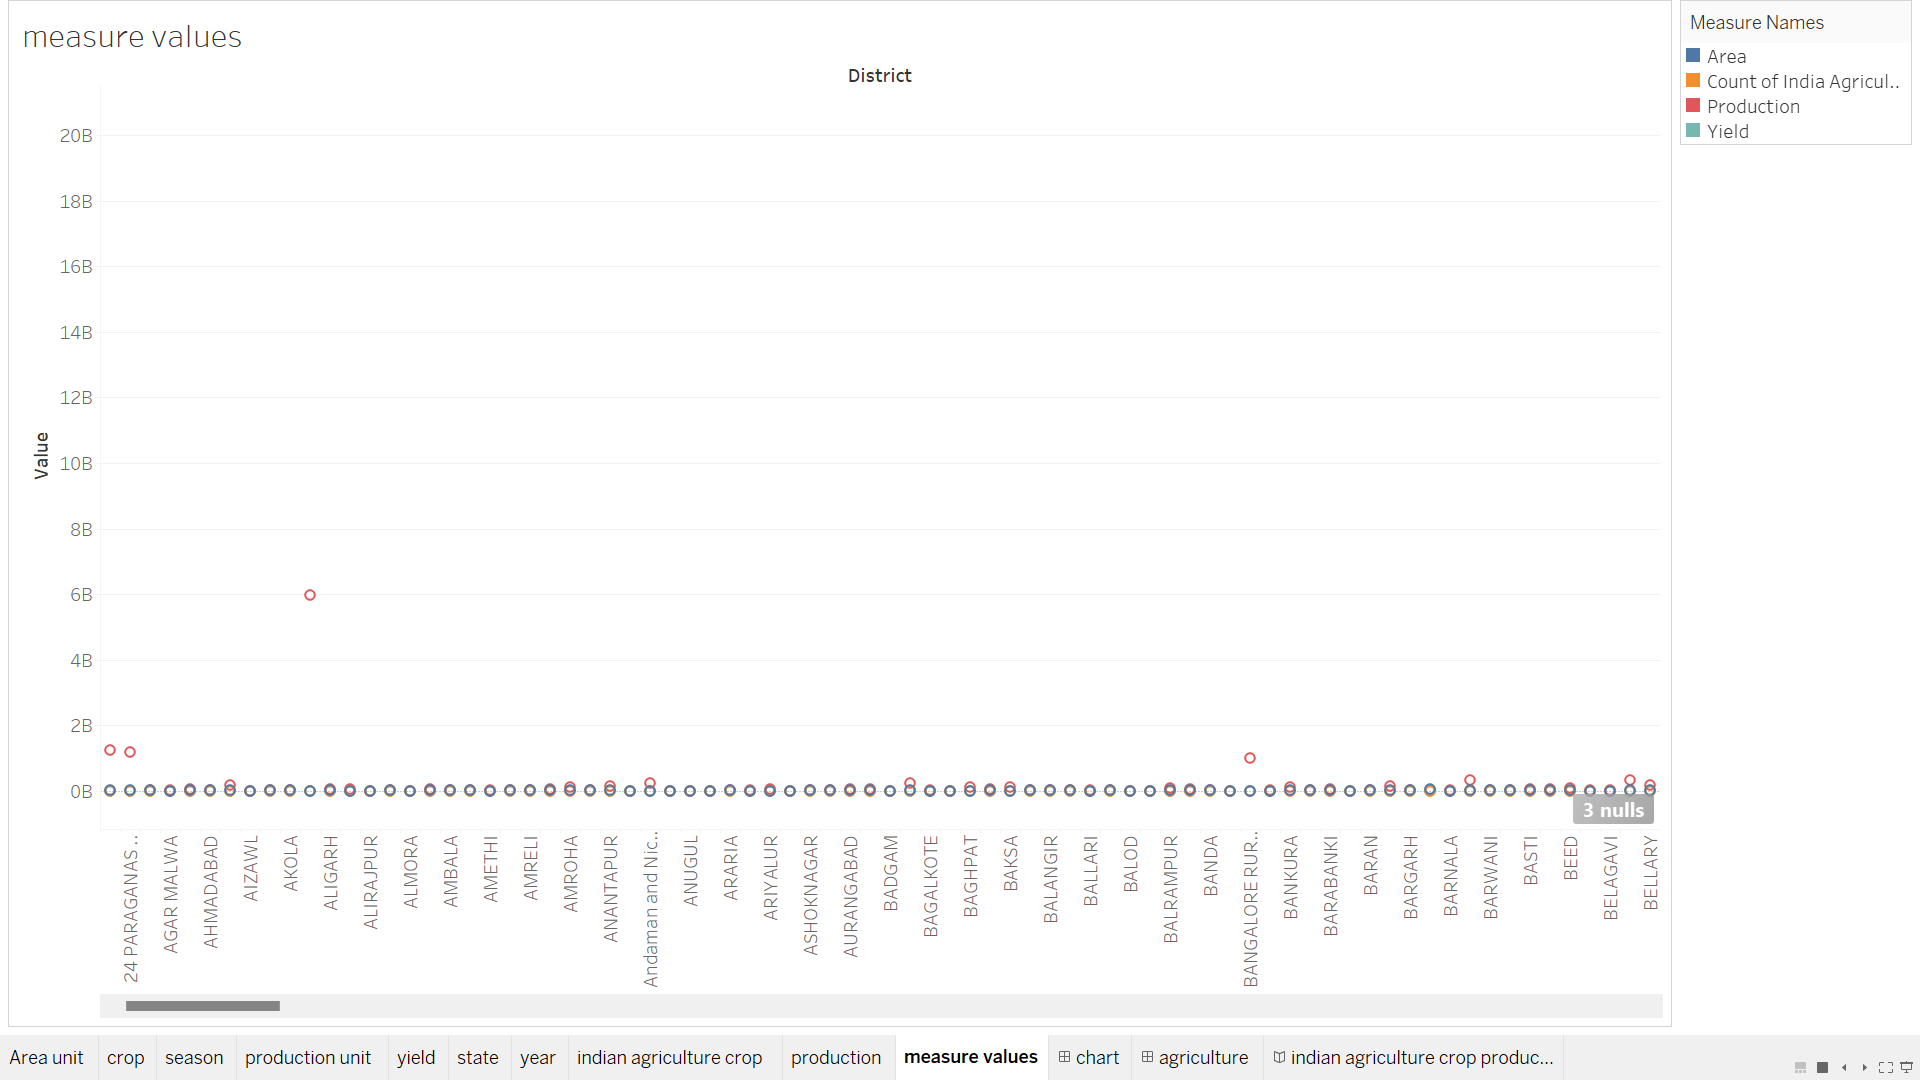 measure values
District
Value
20B
18B
16B
14B
12B
10B
8B
6B
4B
2B
0B
3 nulls
24 PARAGANAS ..
AGAR MALWA
AHMADABAD
AIZAWL
AKOLA
ALIGARH
ALIRAJPUR
ALMORA
AMBALA
AMETHI
AMRELI
AMROHA
ANANTAPUR
Andaman and Nic..
ANUGUL
ARARIA
ARIYALUR
ASHOKNAGAR
AURANGABAD
BADGAM
BAGALKOTE
BAGHPAT
BAKSA
BALANGIR
BALLARI
BALOD
BALRAMPUR
BANDA
BANGALORE RUR..
BANKURA
BARABANKI
BARAN
BARGARH
BARNALA
BARWANI
BASTI
BEED
BELAGAVI
BELLARY
Measure Names
Area
Count of India Agricul..
Production
Yield
Area unit
crop
season
production unit
yield
state
year
indian agriculture crop
production
measure values
chart
agriculture
indian agriculture crop produc...